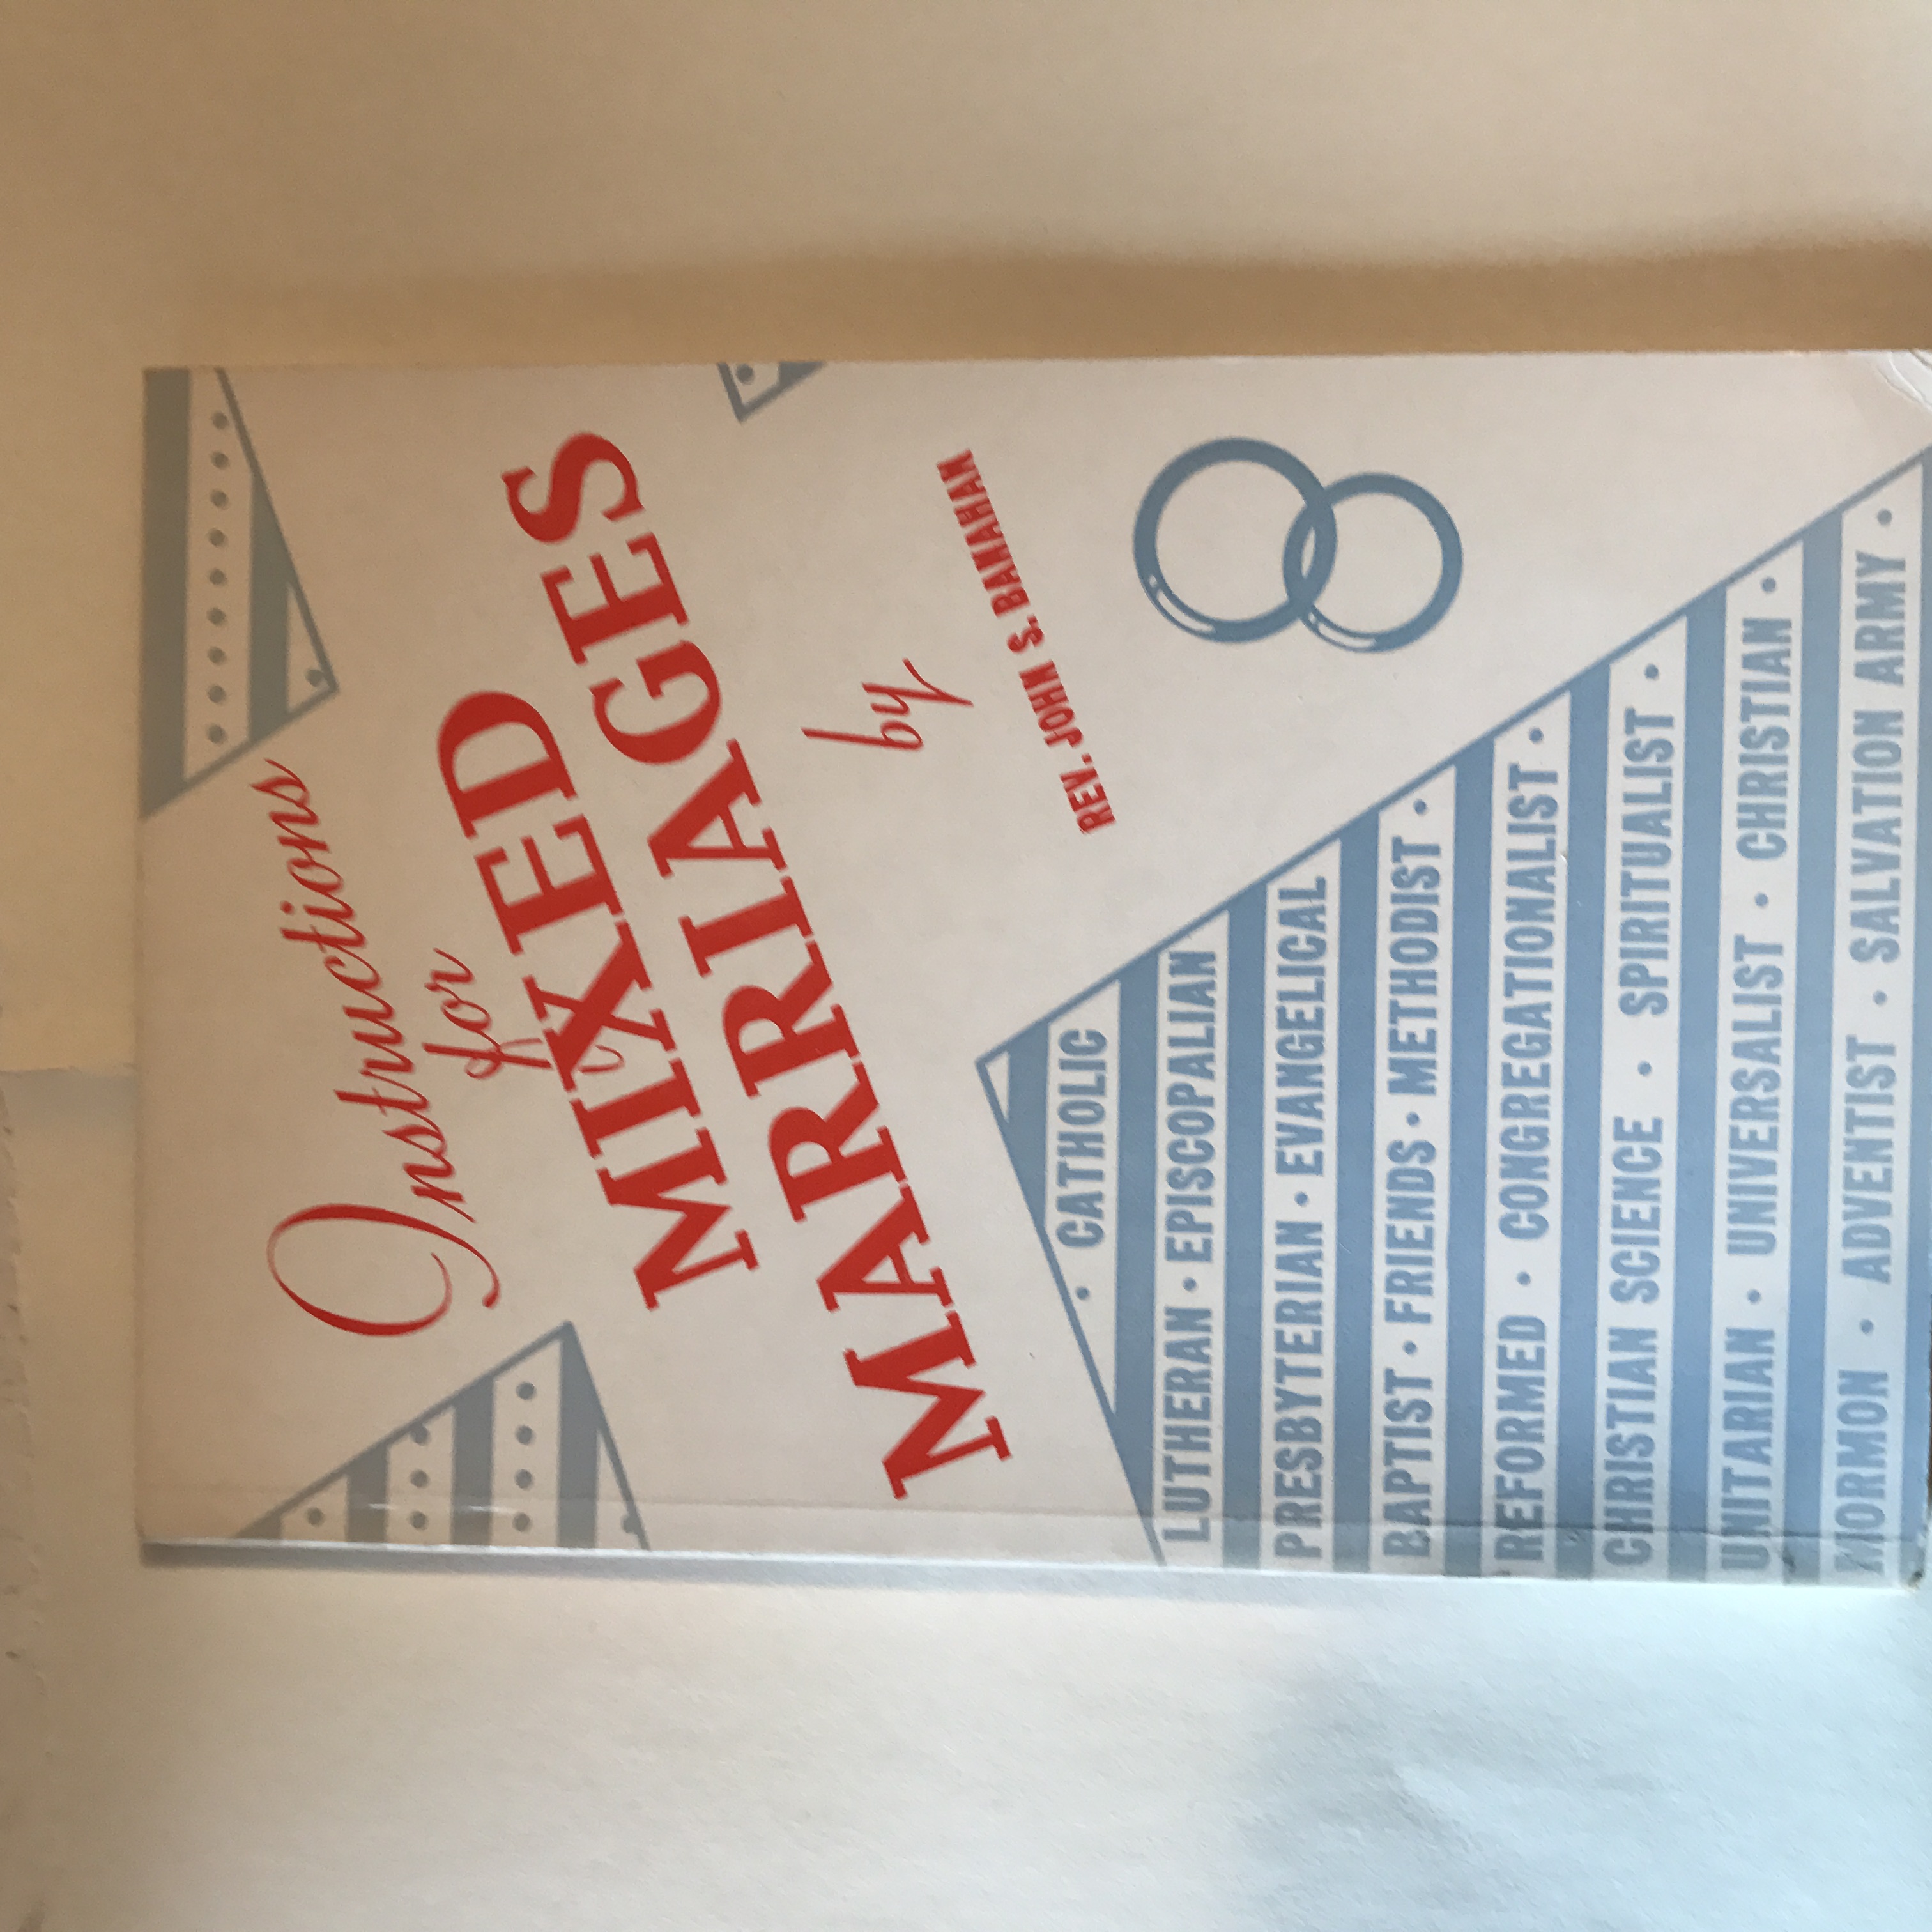 Instructions
for
MIXED
MARRIAGES
by
REV. JOHN S. BANAHAN
• CATHOLIC
LUTHERAN • EPISCOPALIAN
PRESBYTERIAN • EVANGELICAL
BAPTIST • FRIENDS • METHODIST •
REFORMED • CONGREGATIONALIST •
CHRISTIAN SCIENCE • SPIRITUALIST •
UNITARIAN • UNIVERSALIST • CHRISTIAN •
MORMON • ADVENTIST • SALVATION ARMY •